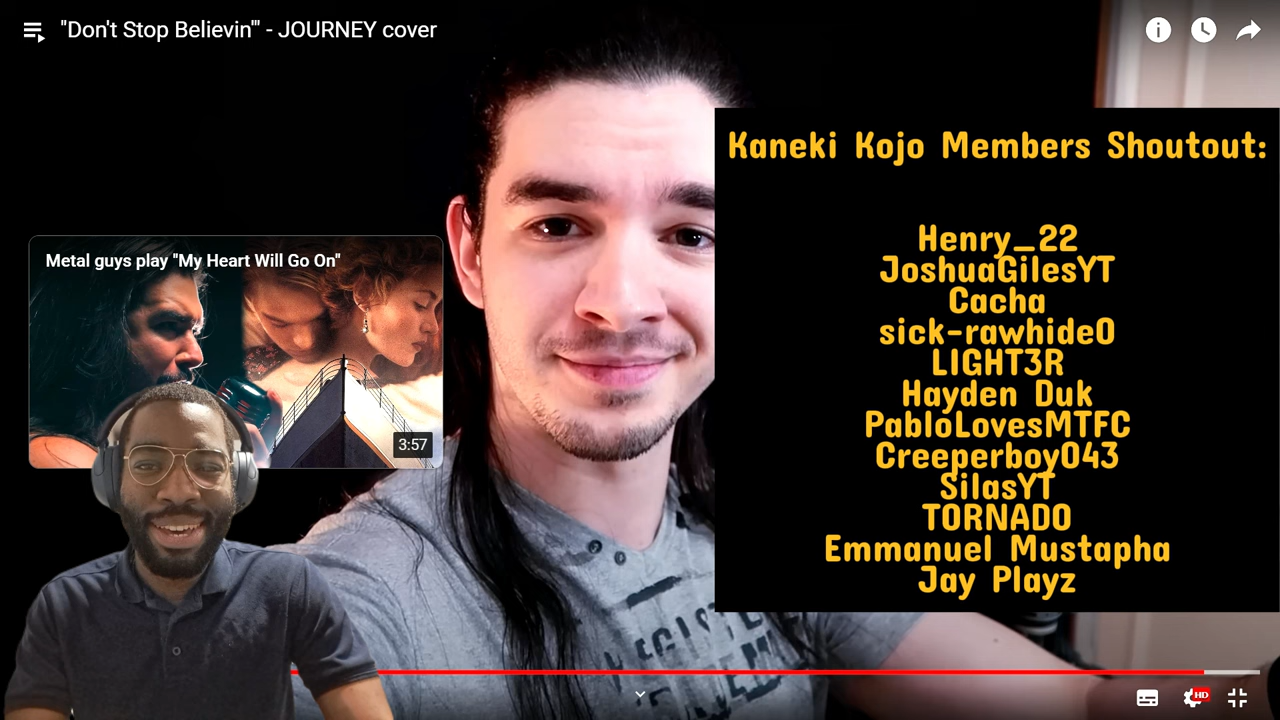 "Don't Stop Believin'" - JOURNEY cover
Metal guys play "My Heart Will Go On"
3:57
Kaneki Kojo Members Shoutout:
Henry_22
JoshuaGilesYT
Cacha
sick-rawhide0
LIGHT3R
Hayden Duk
PabloLovesMTFC
Creeperboy043
SilasYT
TORNADO
Emmanuel Mustapha
Jay Playz
HD